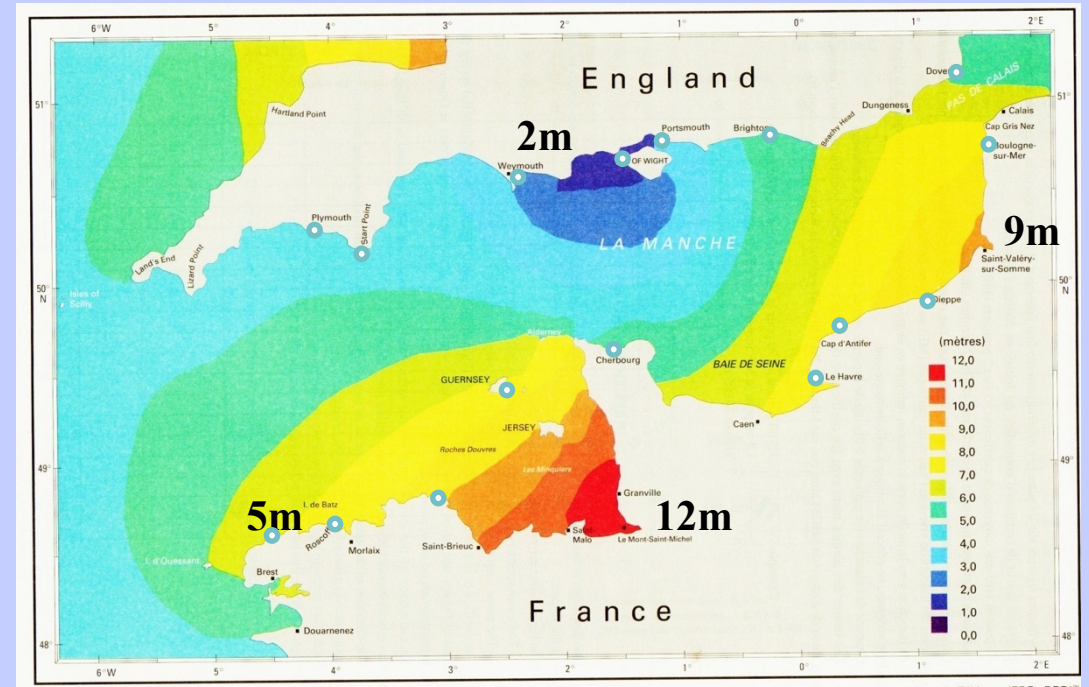 6°W
5°
4°
3°
2°
1°
0°
1°
2°E
England
Dove
PAS DE CALAIS
51°
51°
Hartland Point
Dungeness
Calais
Cap Gris Nez
2m
Portsmouth
Brighton
Beachy Head
Boulogne-
sur-Mer
Weymouth
OF WIGHT
Plymouth
Start Point
LA MANCHE
9m
Land's End
Lizard Point
Saint-Valéry-
sur-Somme
50°
N
Isles of
Scilly
50°
N
Dieppe
Alderney
Cherbourg
Cap d'Antifer
(mètres)
BAIE DE SEINE
12,0
GUERNSEY
Le Havre
11,0
10,0
JERSEY
Caen
9,0
Roches Douvres
8,0
49°
Les Minquiers
49°
7,0
Granville
6,0
I. de Batz
5m
12m
5,0
Roscoff
Saint-
Malo
Le Mont-Saint-Michel
Saint-Brieuc
Morlaix
4,0
I. d'Ouessant
3,0
Brest
2,0
1,0
France
Douarnenez
0,0
48°
48°
6°W
5°
4°
3°
2°
1°
0°
1°
2°E